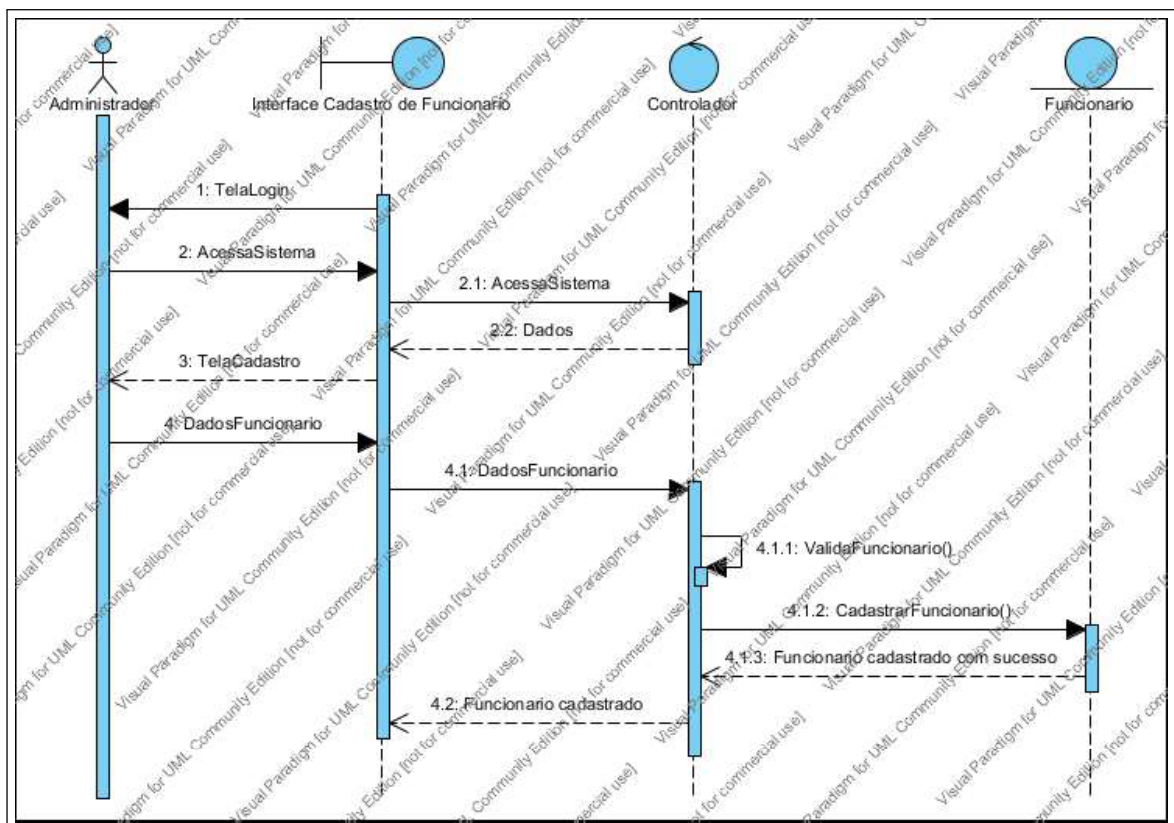 Administrador
Interface Cadastro de Funcionario
Controlador
Funcionario
1: TelaLogin
2: AcessaSistema
2.1: AcessaSistema
2.2: Dados
3: TelaCadastro
4: DadosFuncionario
4.1: DadosFuncionario
4.1.1: ValidaFuncionario()
4.1.2: CadastrarFuncionario()
4.1.3: Funcionario cadastrado com sucesso
4.2: Funcionario cadastrado
Visual Paradigm for UML Community Edition [not for commercial use]